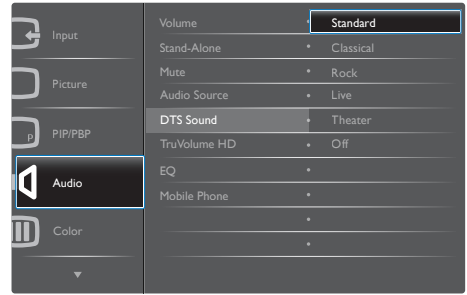 Input
Picture
P
PIP/PBP
Audio
Color
Volume
Stand-Alone
Mute
Audio Source
DTS Sound
TruVolume HD
EQ
Mobile Phone
Standard
Classical
Rock
Live
Theater
Off